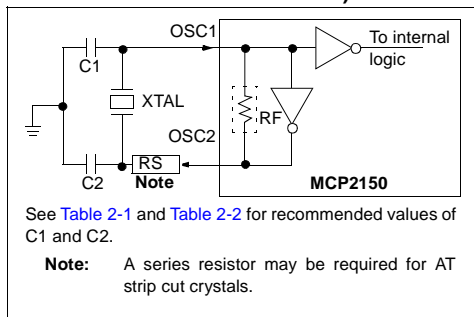 OSC1
To internal
logic
C1
XTAL
RF
OSC2
RS
C2
Note
MCP2150
See Table 2-1 and Table 2-2 for recommended values of
C1 and C2.
Note: A series resistor may be required for AT
strip cut crystals.